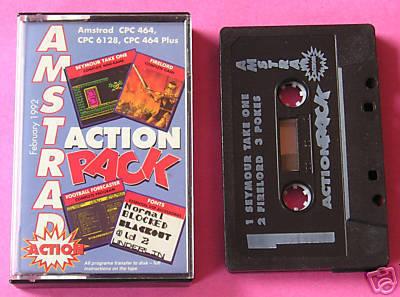 Amstrad CPC 464,
CPC 6128, CPC 464 Plus
AMSTRAD
February 1992
SEYMOUR TAKE ONE
FIRELORD
ACTION
PACK
FOOTBALL FORECASTER
FONTS
Normal
BLOCKED
BLACKOUT
UNDERLIN
AMSTRAD
ACTION
All programs transfer to disk - full
instructions on the tape
AMSTRAD
1 SEYMOUR TAKE ONE
2 FIRELORD 3 POKES
ACTION PACK